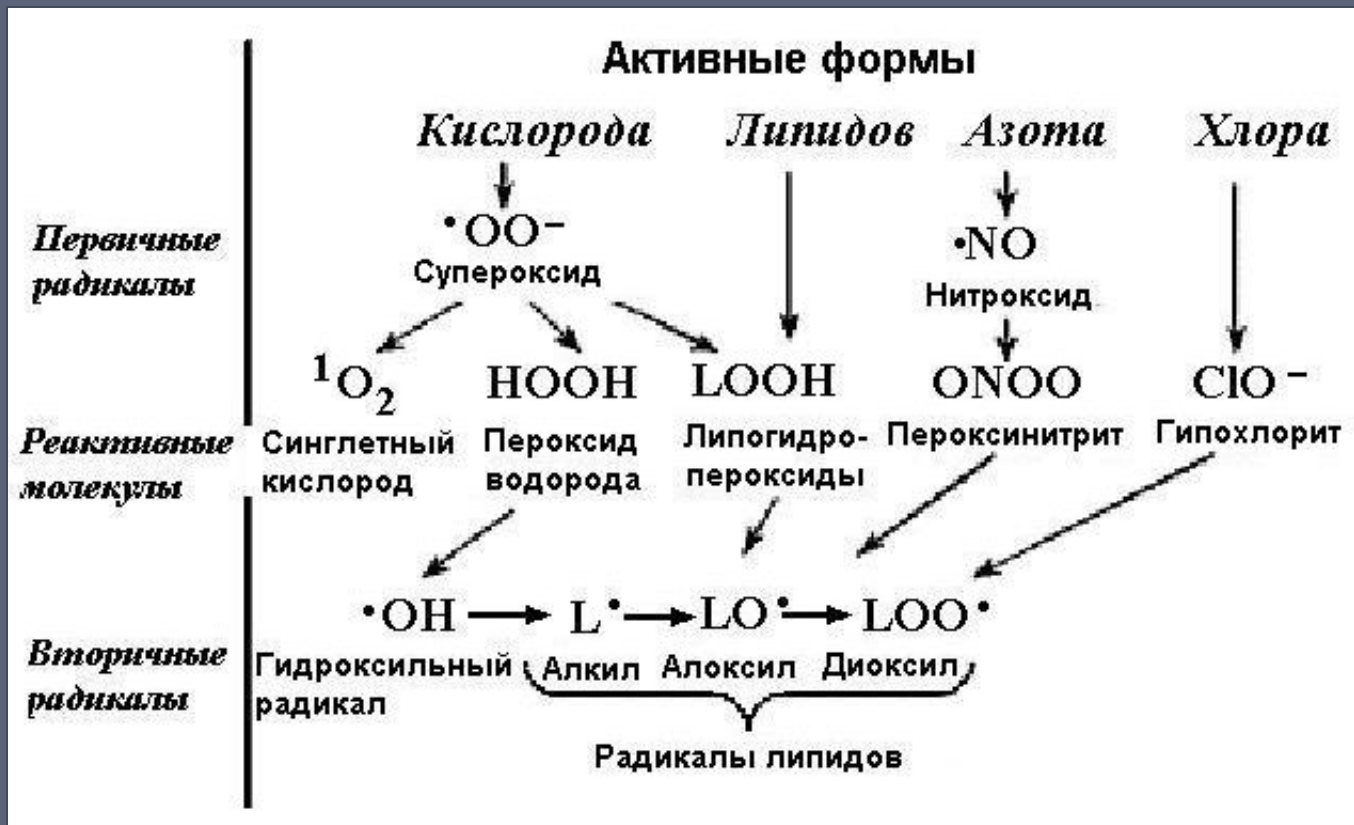 Активные формы
Кислорода Липидов Азота Хлора
Первичные
радикалы
•OO−
Супероксид
•NO
Нитроксид
¹O₂ HOOH LOOH ONOO ClO−
Реактивные
молекулы
Синглетный
кислород
Пероксид
водорода
Липогидро-
пероксиды
Пероксинитрит
Гипохлорит
•OH L• LO• LOO•
Вторичные
радикалы
Гидроксильный
радикал
Алкил Алоксил Диоксил
Радикалы липидов